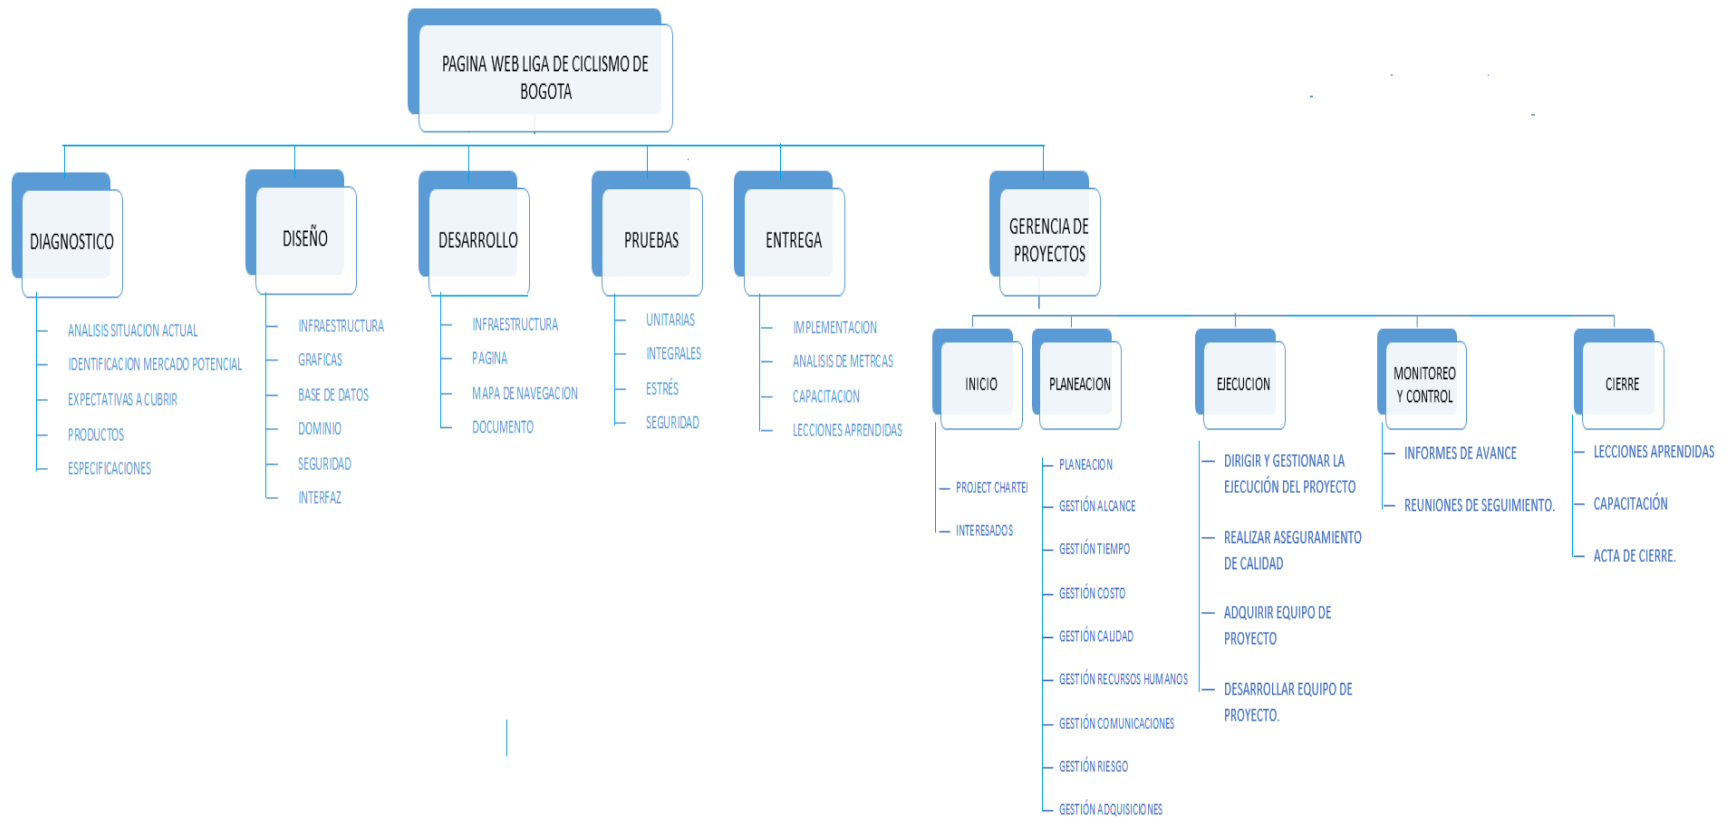 PAGINA WEB LIGA DE CICLISMO DE
BOGOTA
DIAGNOSTICO
ANALISIS SITUACION ACTUAL
IDENTIFICACION MERCADO POTENCIAL
EXPECTATIVAS A CUBRIR
PRODUCTOS
ESPECIFICACIONES
DISEÑO
INFRAESTRUCTURA
GRAFICAS
BASE DE DATOS
DOMINIO
SEGURIDAD
INTERFAZ
DESARROLLO
INFRAESTRUCTURA
PAGINA
MAPA DE NAVEGACION
DOCUMENTO
PRUEBAS
UNITARIAS
INTEGRALES
ESTRÉS
SEGURIDAD
ENTREGA
IMPLEMENTACION
ANALISIS DE METRCAS
CAPACITACION
LECCIONES APRENDIDAS
GERENCIA DE
PROYECTOS
INICIO
PROJECT CHARTEI
INTERESADOS
PLANEACION
PLANEACION
GESTIÓN ALCANCE
GESTIÓN TIEMPO
GESTIÓN COSTO
GESTIÓN CALIDAD
GESTIÓN RECURSOS HUMANOS
GESTIÓN COMUNICACIONES
GESTIÓN RIESGO
GESTIÓN ADQUISICIONES
EJECUCION
DIRIGIR Y GESTIONAR LA
EJECUCIÓN DEL PROYECTO
REALIZAR ASEGURAMIENTO
DE CALIDAD
ADQUIRIR EQUIPO DE
PROYECTO
DESARROLLAR EQUIPO DE
PROYECTO.
MONITOREO
Y CONTROL
INFORMES DE AVANCE
REUNIONES DE SEGUIMIENTO.
CIERRE
LECCIONES APRENDIDAS
CAPACITACIÓN
ACTA DE CIERRE.